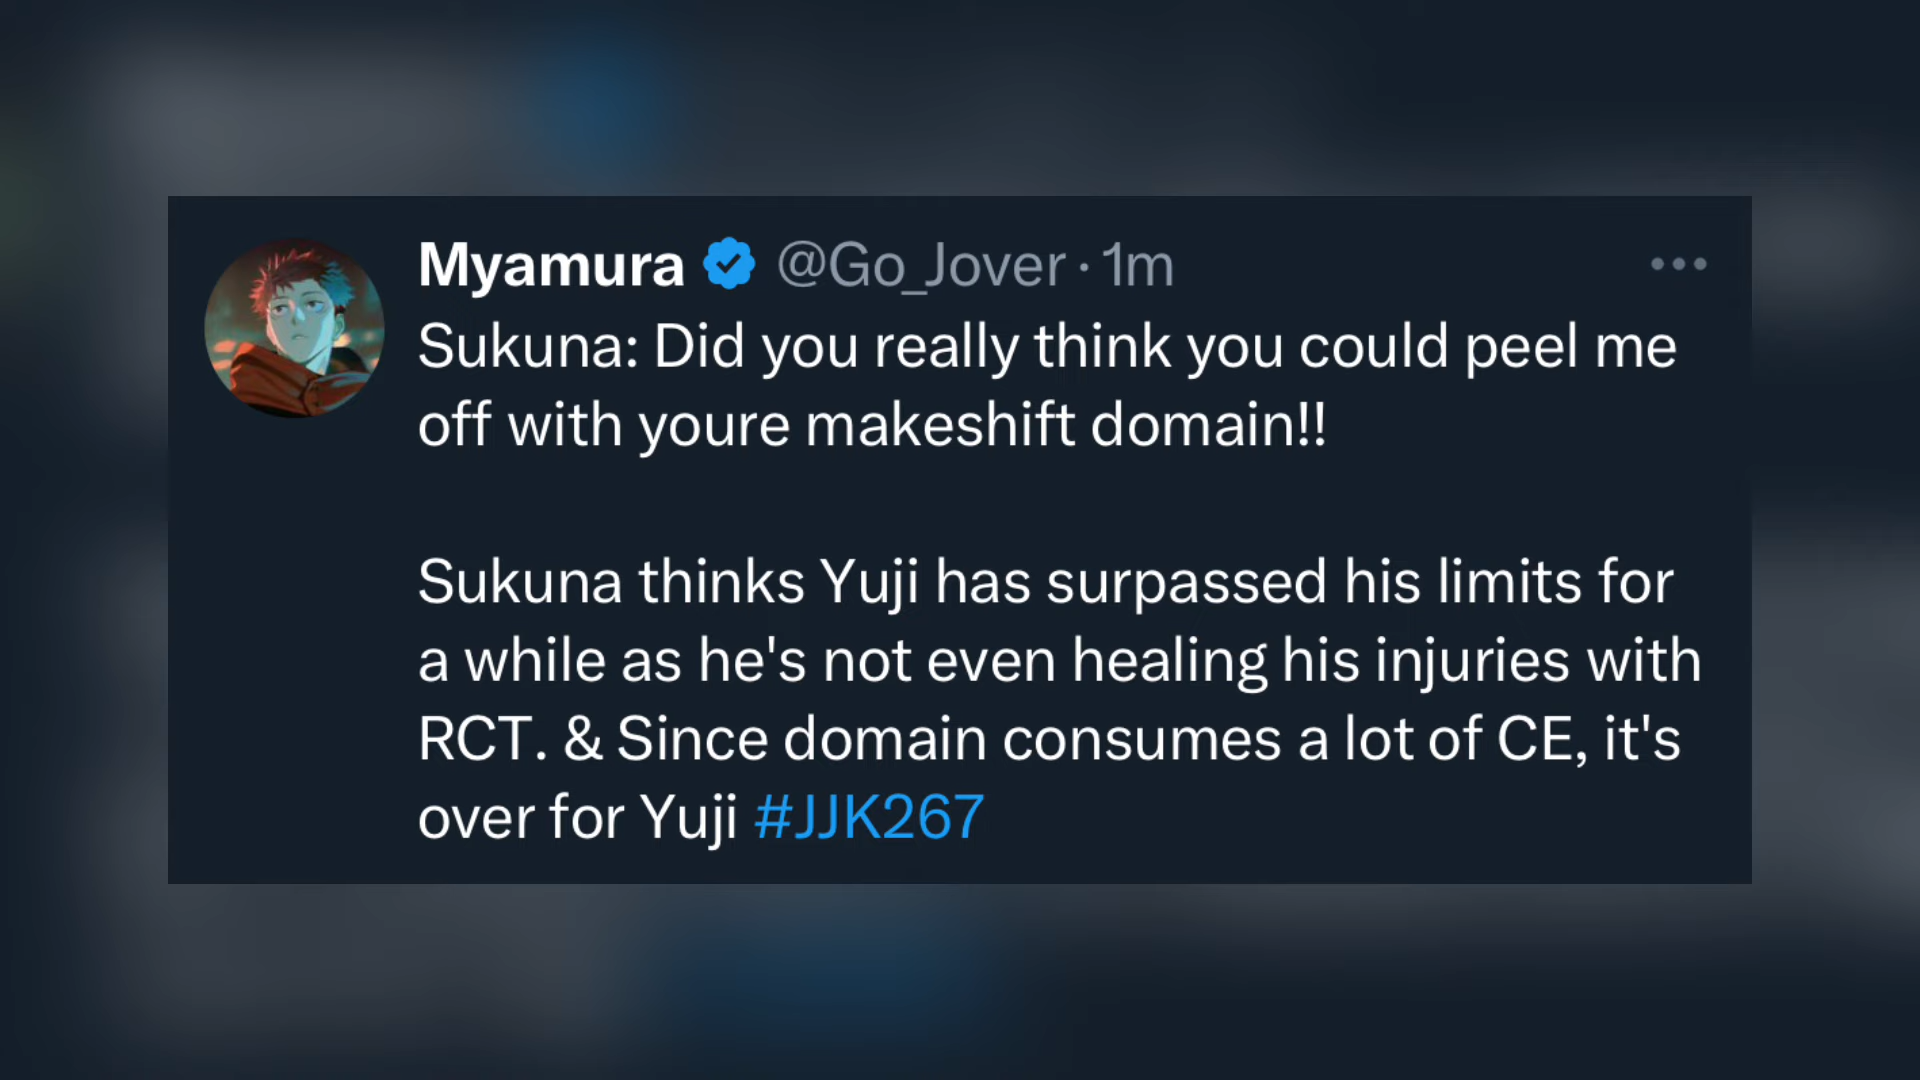 Myamura @Go_Jover · 1m
Sukuna: Did you really think you could peel me
off with youre makeshift domain!!
Sukuna thinks Yuji has surpassed his limits for
a while as he's not even healing his injuries with
RCT. & Since domain consumes a lot of CE, it's
over for Yuji #JJK267